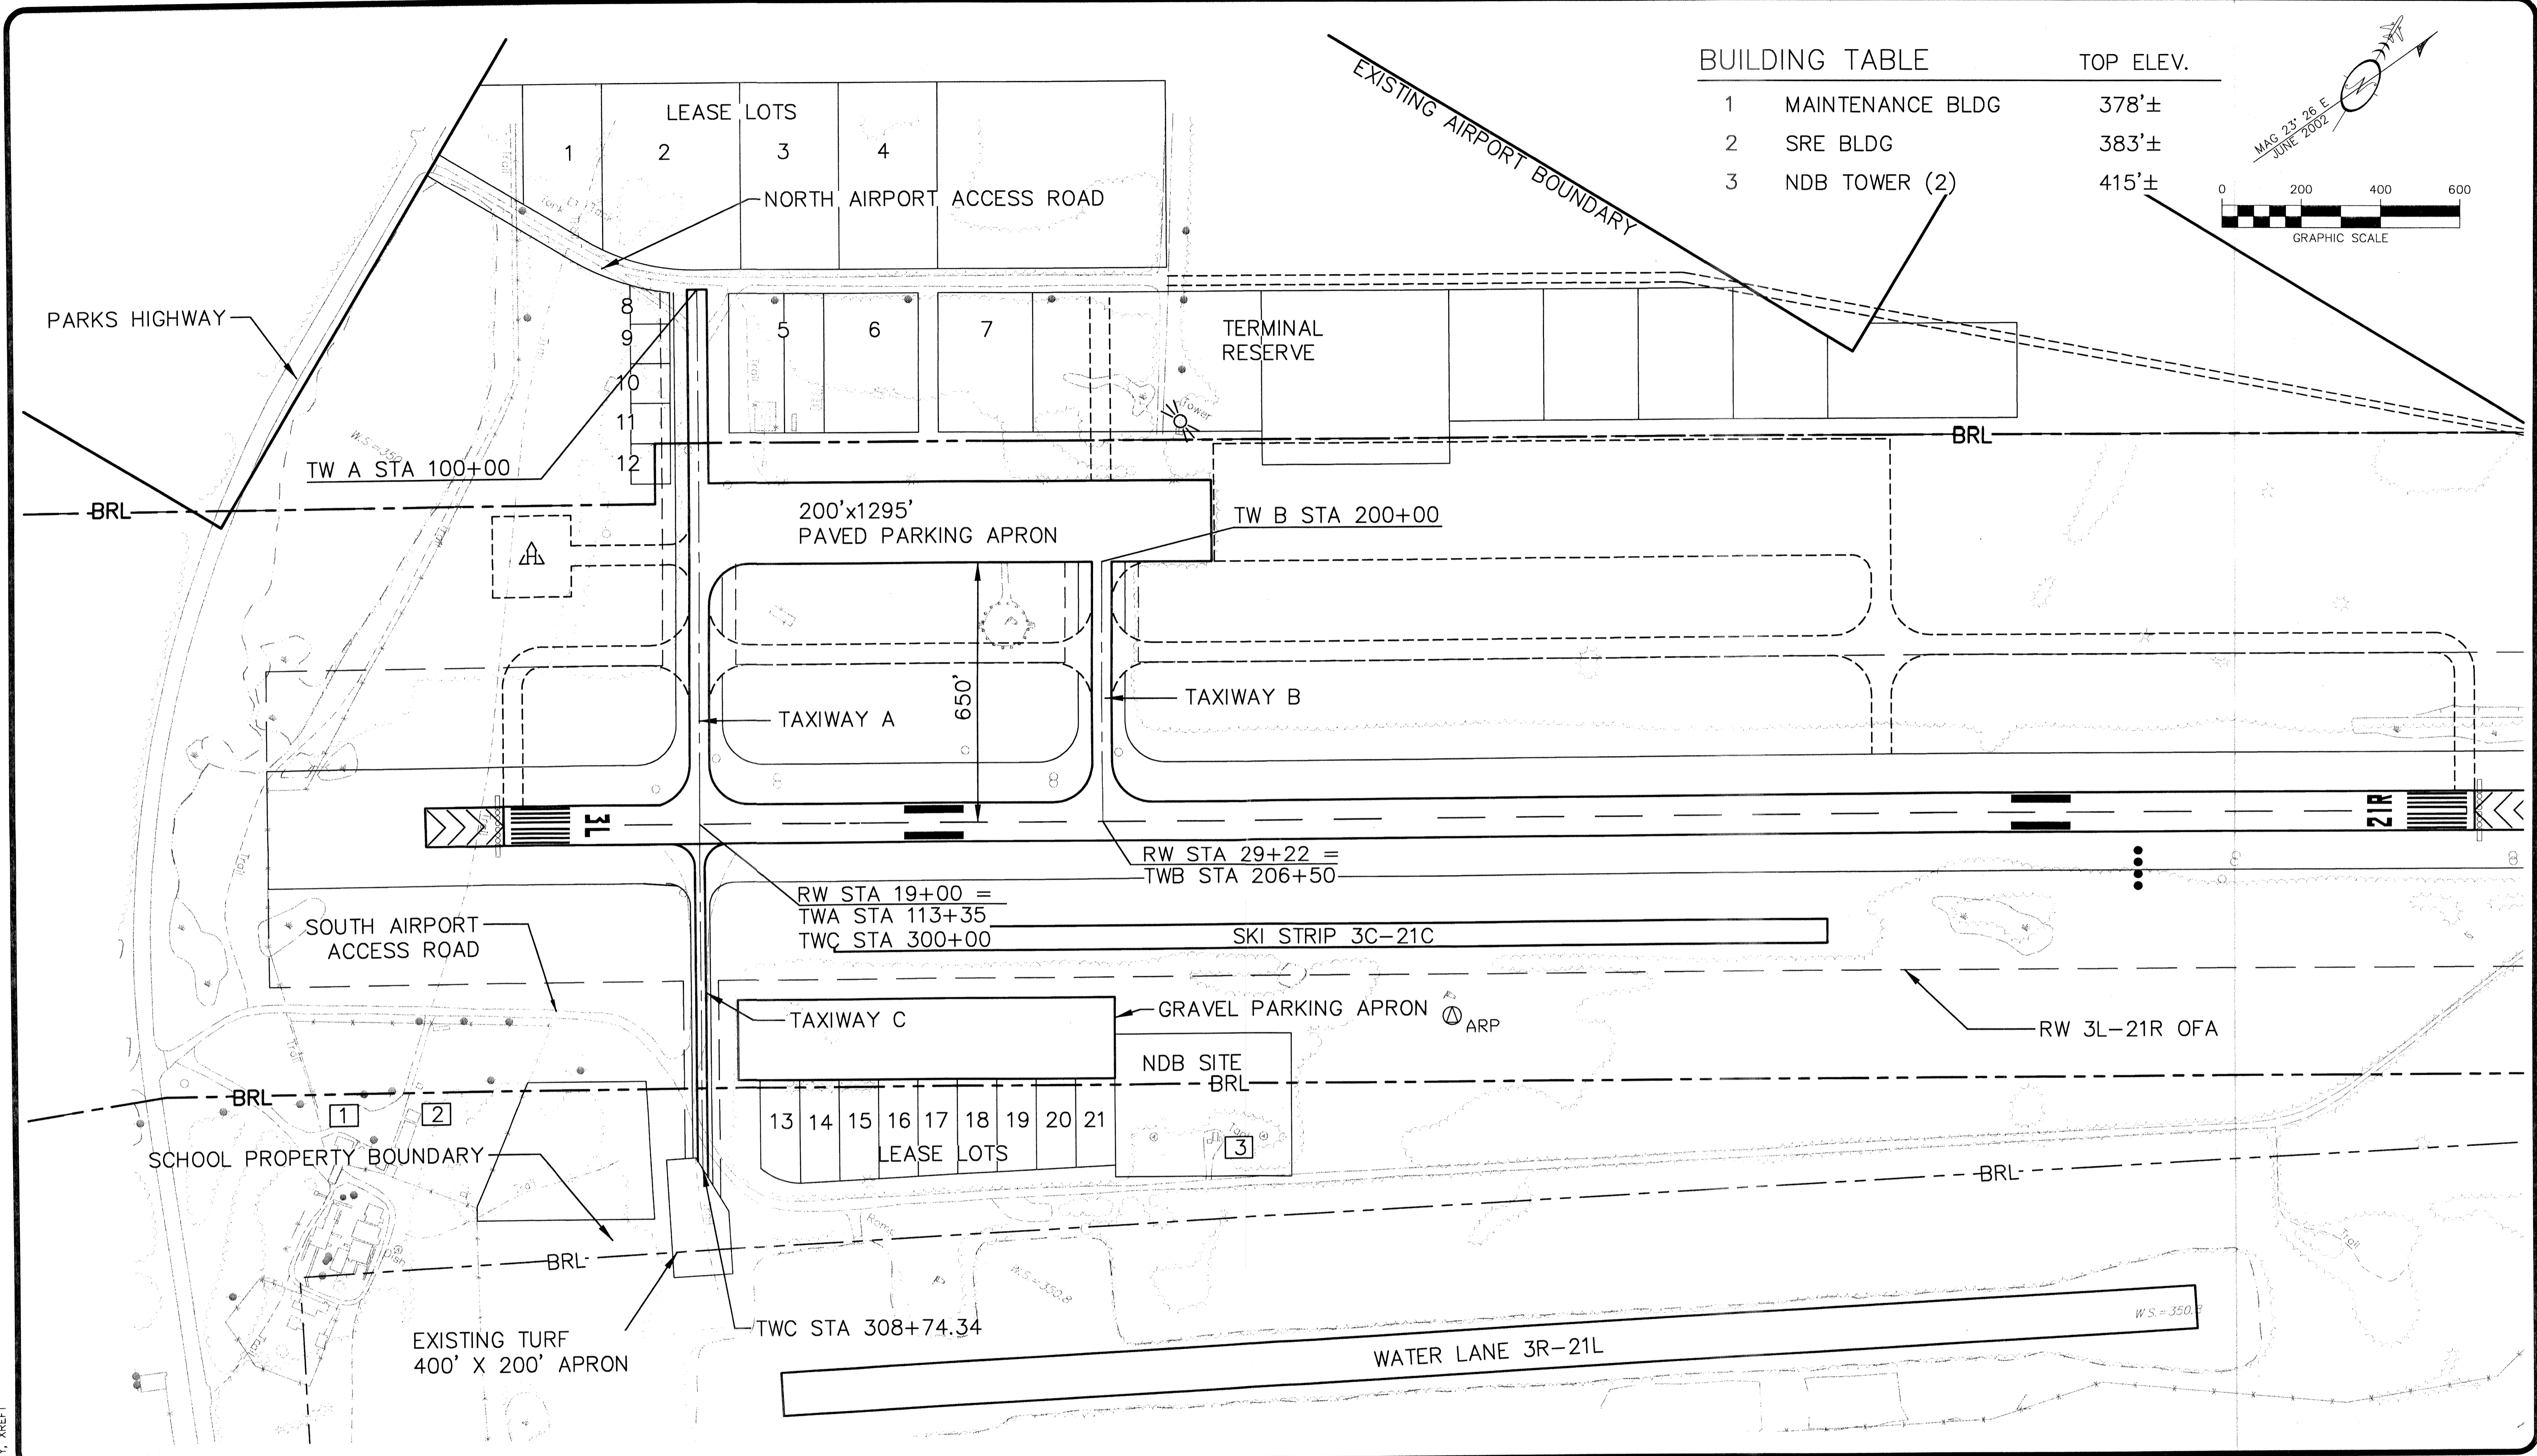 BUILDING TABLE TOP ELEV.
1 MAINTENANCE BLDG 378'±
2 SRE BLDG 383'±
3 NDB TOWER (2) 415'±
MAG 23° 26 E
JUNE 2002
N
0 200 400 600
GRAPHIC SCALE
EXISTING AIRPORT BOUNDARY
LEASE LOTS
1 2 3 4
NORTH AIRPORT ACCESS ROAD
PARKS HIGHWAY
8
9
10
11
12
5 6 7
TERMINAL
RESERVE
Tower
Trail
W.S.=350
TW A STA 100+00
BRL
BRL
200'x1295'
PAVED PARKING APRON
TW B STA 200+00
H
650'
TAXIWAY A
TAXIWAY B
3L
21R
RW STA 29+22 =
TWB STA 206+50
RW STA 19+00 =
TWA STA 113+35
TWC STA 300+00
SKI STRIP 3C-21C
SOUTH AIRPORT
ACCESS ROAD
TAXIWAY C
GRAVEL PARKING APRON
ARP
RW 3L-21R OFA
NDB SITE
BRL
BRL
1 2
13 14 15 16 17 18 19 20 21
LEASE LOTS
3
SCHOOL PROPERTY BOUNDARY
BRL
BRL
Trail
Ramp
Dish
W.S.=350.8
TWC STA 308+74.34
EXISTING TURF
400' X 200' APRON
WATER LANE 3R-21L
Trail